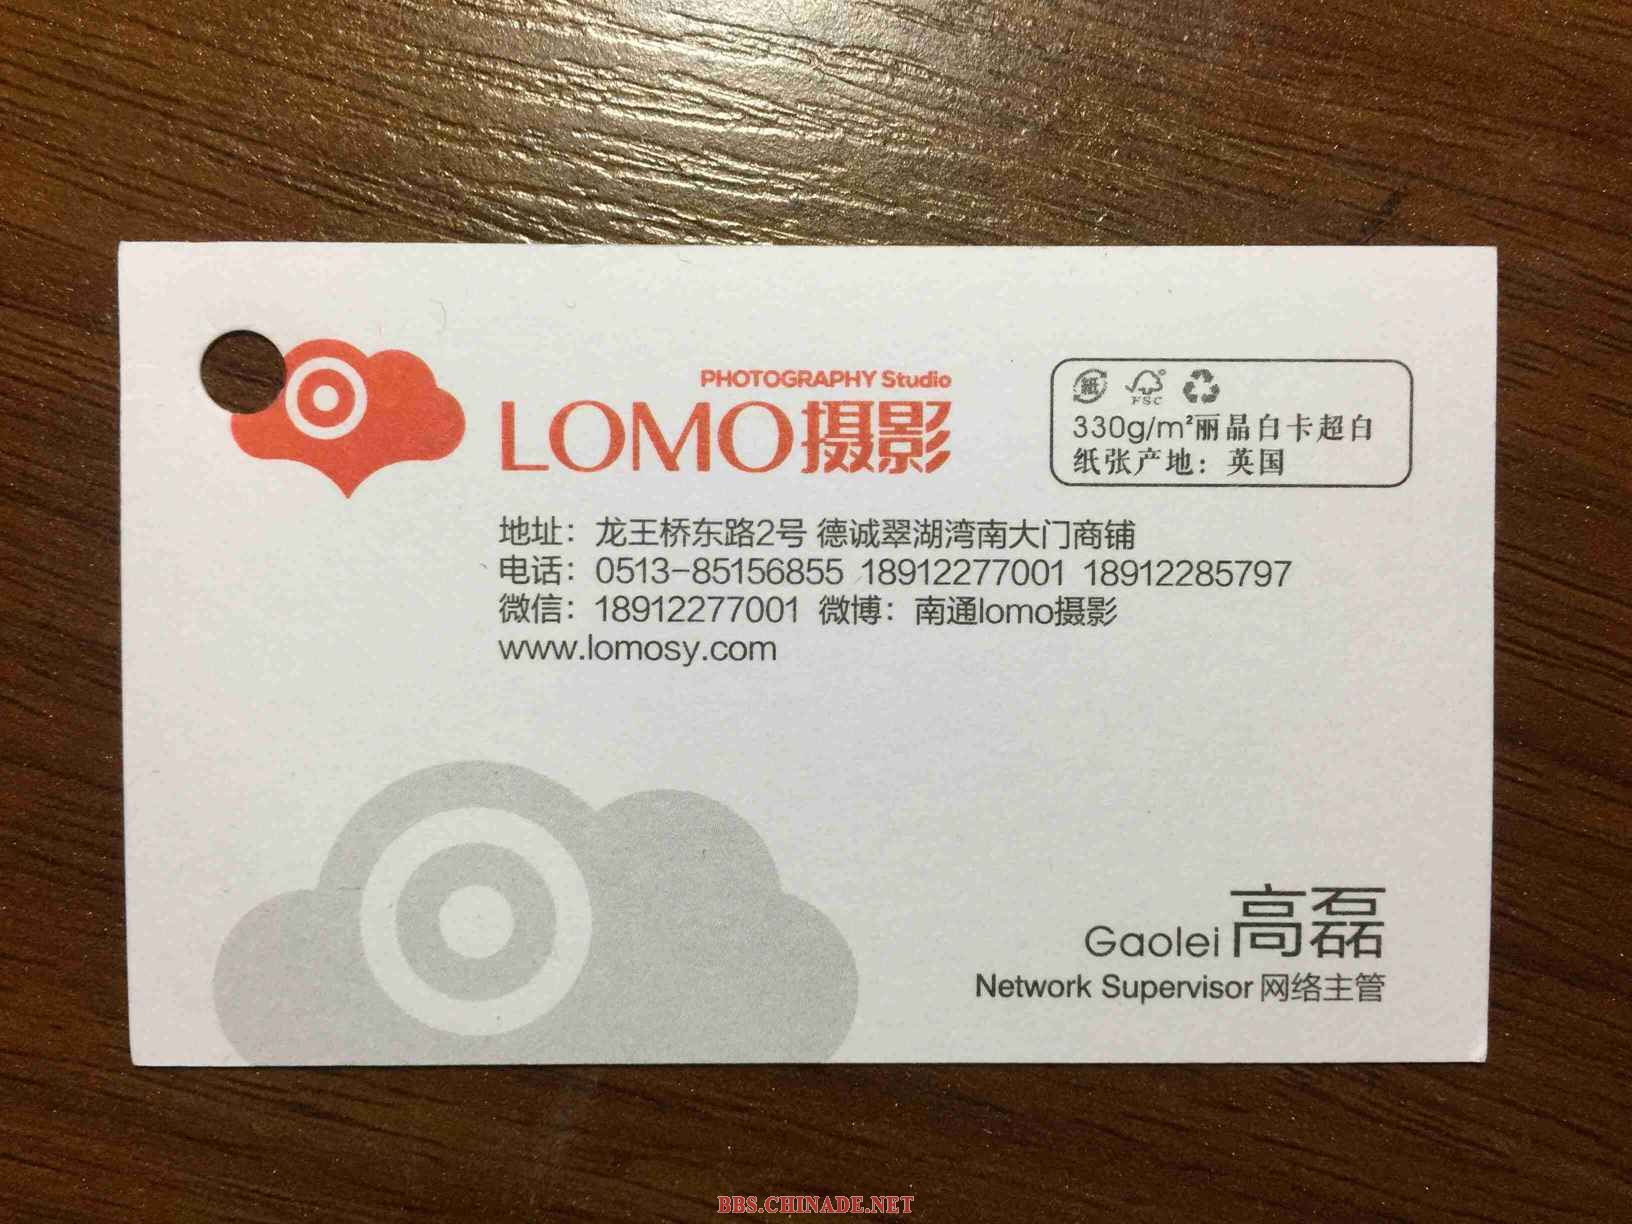 PHOTOGRAPHY Studio
LOMO摄影
紙 FSC
330g/m²丽晶白卡超白
纸张产地：英国
地址：龙王桥东路2号 德诚翠湖湾南大门商铺
电话：0513-85156855 18912277001 18912285797
微信：18912277001 微博：南通lomo摄影
www.lomosy.com
Gaolei 高磊
Network Supervisor 网络主管
BBS.CHINADE.NET